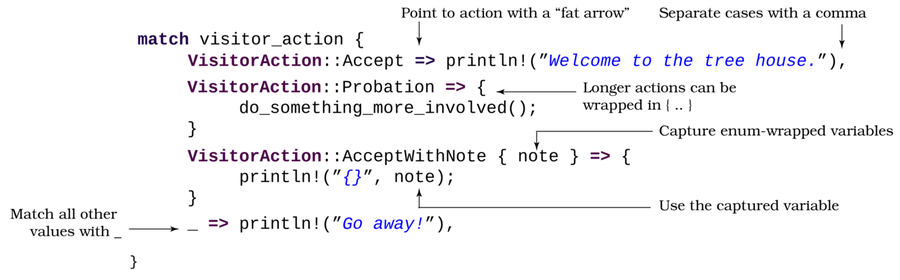 Point to action with a “fat arrow”
Separate cases with a comma
match visitor_action {
VisitorAction::Accept => println!(”Welcome to the tree house.”),
VisitorAction::Probation => {
Longer actions can be
wrapped in { .. }
do_something_more_involved();
}
Capture enum-wrapped variables
VisitorAction::AcceptWithNote { note } => {
println!(”{}”, note);
}
Use the captured variable
Match all other
values with _
_ => println!(”Go away!”),
}